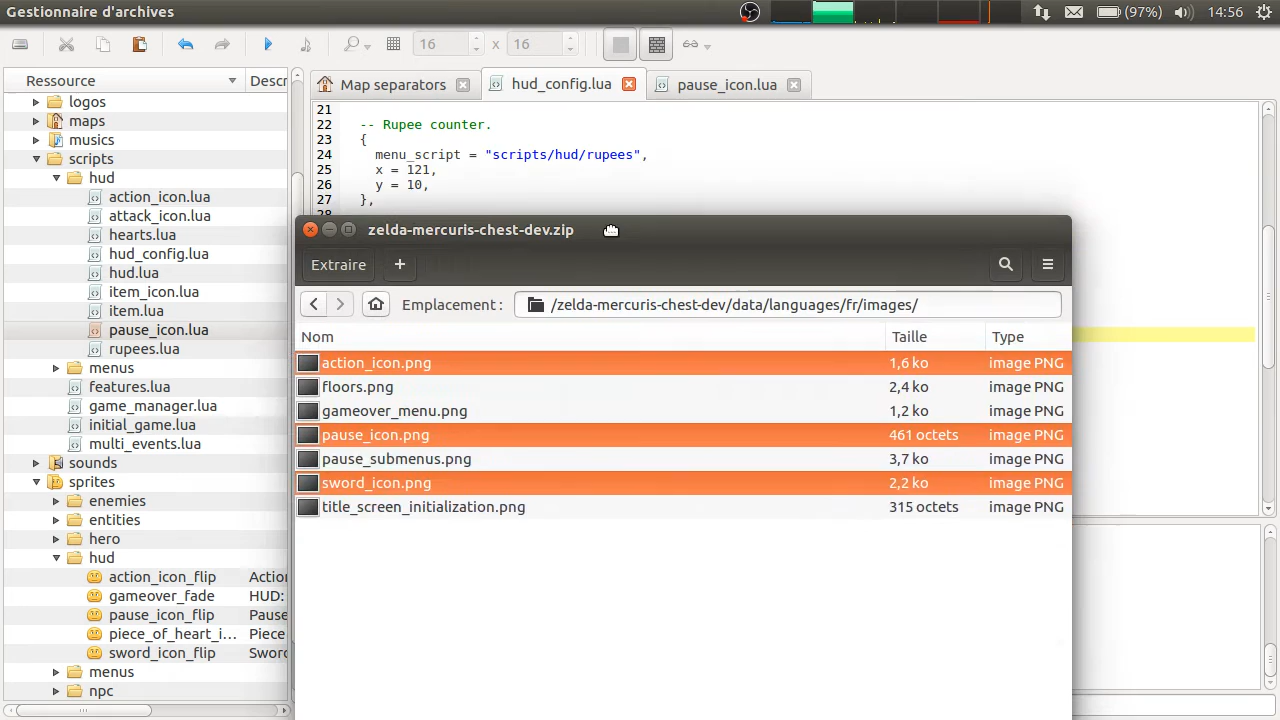 Gestionnaire d'archives
(97%) 14:56
16 x 16
Ressource Descr
logos
maps
musics
scripts
hud
action_icon.lua
attack_icon.lua
hearts.lua
hud_config.lua
hud.lua
item_icon.lua
item.lua
pause_icon.lua
rupees.lua
menus
features.lua
game_manager.lua
initial_game.lua
multi_events.lua
sounds
sprites
enemies
entities
hero
hud
action_icon_flip Action
gameover_fade HUD:
pause_icon_flip Pause
piece_of_heart_i... Piece
sword_icon_flip Sword
menus
npc
Map separators hud_config.lua pause_icon.lua
21
22 -- Rupee counter.
23 {
24 menu_script = "scripts/hud/rupees",
25 x = 121,
26 y = 10,
27 },
28
zelda-mercuris-chest-dev.zip
Extraire +
Emplacement : /zelda-mercuris-chest-dev/data/languages/fr/images/
Nom Taille Type
action_icon.png 1,6 ko image PNG
floors.png 2,4 ko image PNG
gameover_menu.png 1,2 ko image PNG
pause_icon.png 461 octets image PNG
pause_submenus.png 3,7 ko image PNG
sword_icon.png 2,2 ko image PNG
title_screen_initialization.png 315 octets image PNG